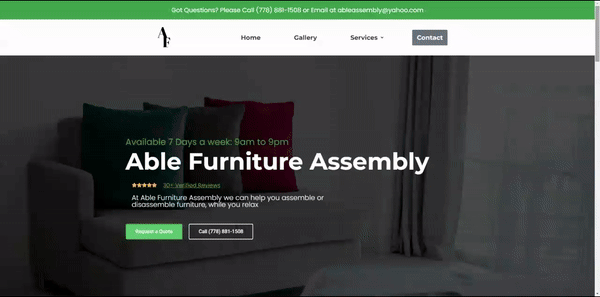 Got Questions? Please Call (778) 881-1508 or Email at ableassembly@yahoo.com
AF
Home
Gallery
Services
Contact
Available 7 Days a week: 9am to 9pm
Able Furniture Assembly
30+ Verified Reviews
At Able Furniture Assembly we can help you assemble or
disassemble furniture, while you relax
Request a Quote
Call (778) 881-1508